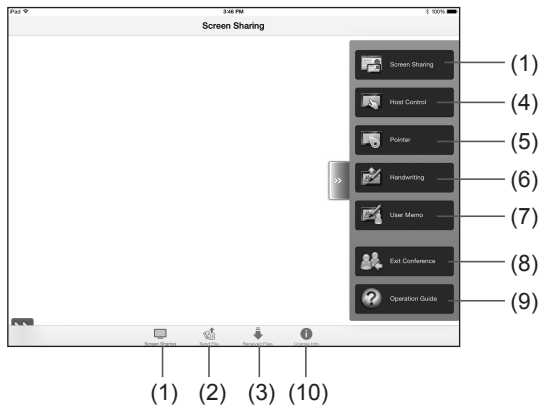 iPad 3:46 PM 100%
Screen Sharing
Screen Sharing (1)
Host Control (4)
Pointer (5)
>> Handwriting (6)
User Memo (7)
Exit Conference (8)
? Operation Guide (9)
Screen Sharing Send File Received Files License Info
(1) (2) (3) (10)